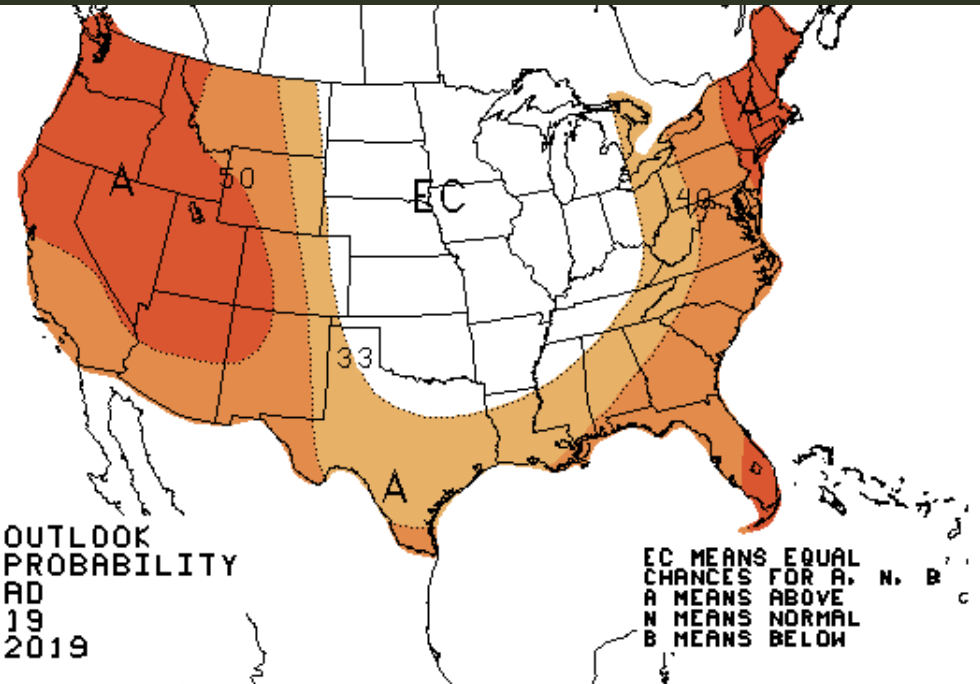 A
A
50
EC
40
33
A
OUTLOOK
PROBABILITY
AD
19
2019
EC MEANS EQUAL
CHANCES FOR A, N, B
A MEANS ABOVE
N MEANS NORMAL
B MEANS BELOW
C